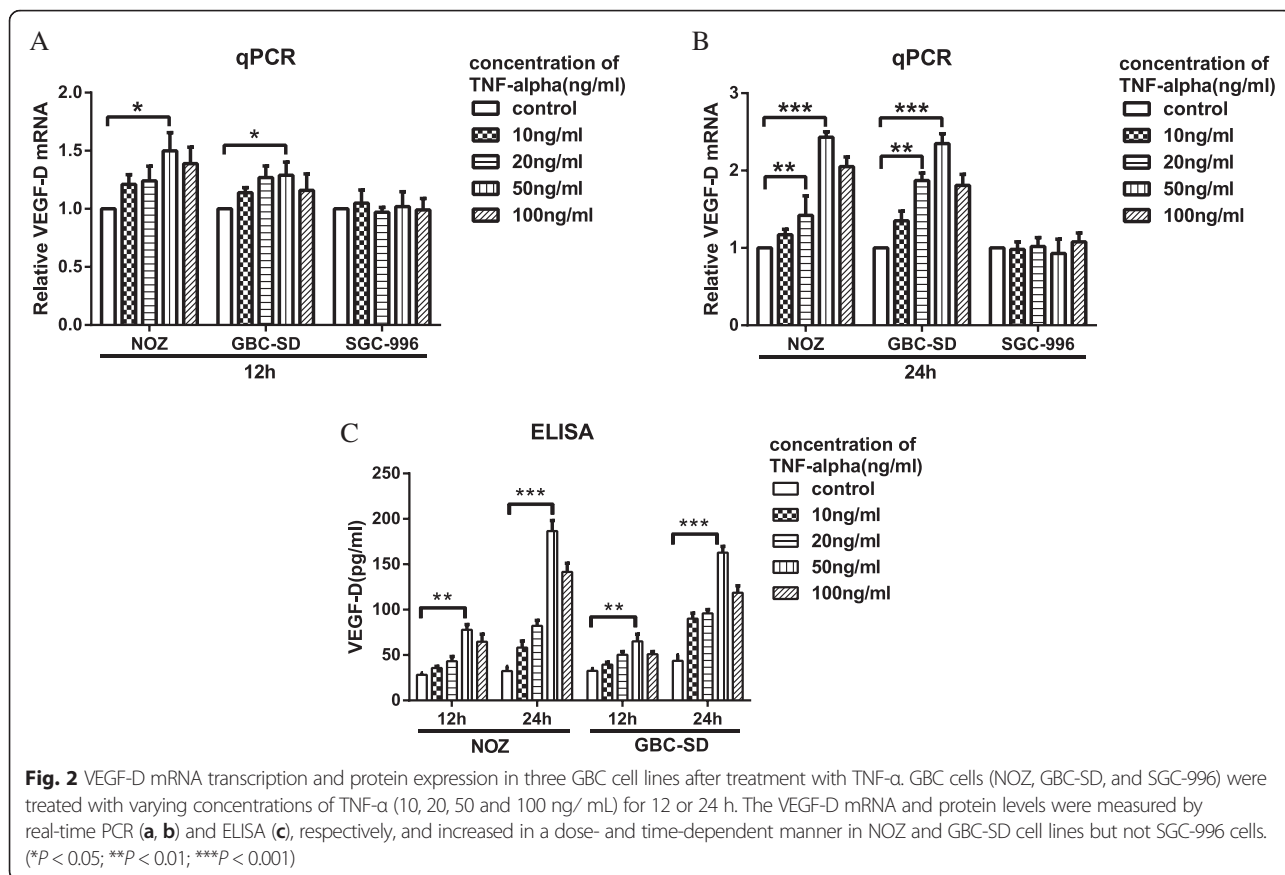 A
qPCR
Relative VEGF-D mRNA
2.0
1.5
1.0
0.5
0.0
*
*
NOZ
GBC-SD
SGC-996
12h
concentration of
TNF-alpha(ng/ml)
control
10ng/ml
20ng/ml
50ng/ml
100ng/ml
B
qPCR
Relative VEGF-D mRNA
3
2
1
0
***
**
***
**
NOZ
GBC-SD
SGC-996
24h
concentration of
TNF-alpha(ng/ml)
control
10ng/ml
20ng/ml
50ng/ml
100ng/ml
C
ELISA
VEGF-D(pg/ml)
250
200
150
100
50
0
**
***
**
***
12h
24h
12h
24h
NOZ
GBC-SD
concentration of
TNF-alpha(ng/ml)
control
10ng/ml
20ng/ml
50ng/ml
100ng/ml
Fig. 2 VEGF-D mRNA transcription and protein expression in three GBC cell lines after treatment with TNF-α. GBC cells (NOZ, GBC-SD, and SGC-996) were
treated with varying concentrations of TNF-α (10, 20, 50 and 100 ng/ mL) for 12 or 24 h. The VEGF-D mRNA and protein levels were measured by
real-time PCR (a, b) and ELISA (c), respectively, and increased in a dose- and time-dependent manner in NOZ and GBC-SD cell lines but not SGC-996 cells.
(*P < 0.05; **P < 0.01; ***P < 0.001)